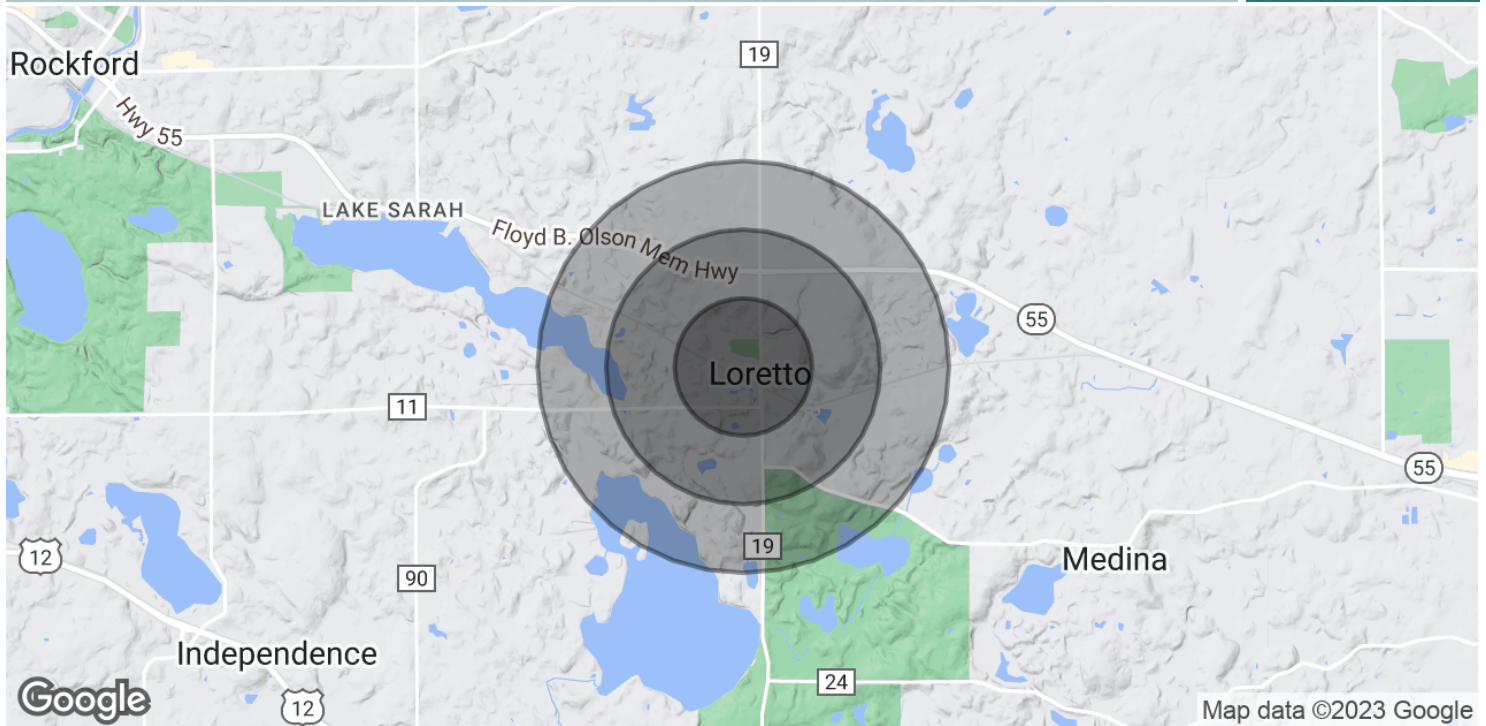 19
Rockford
Hwy 55
LAKE SARAH
Floyd B. Olson Mem Hwy
55
Loretto
11
55
19
12
90
Medina
Independence
24
12
Google
Map data ©2023 Google